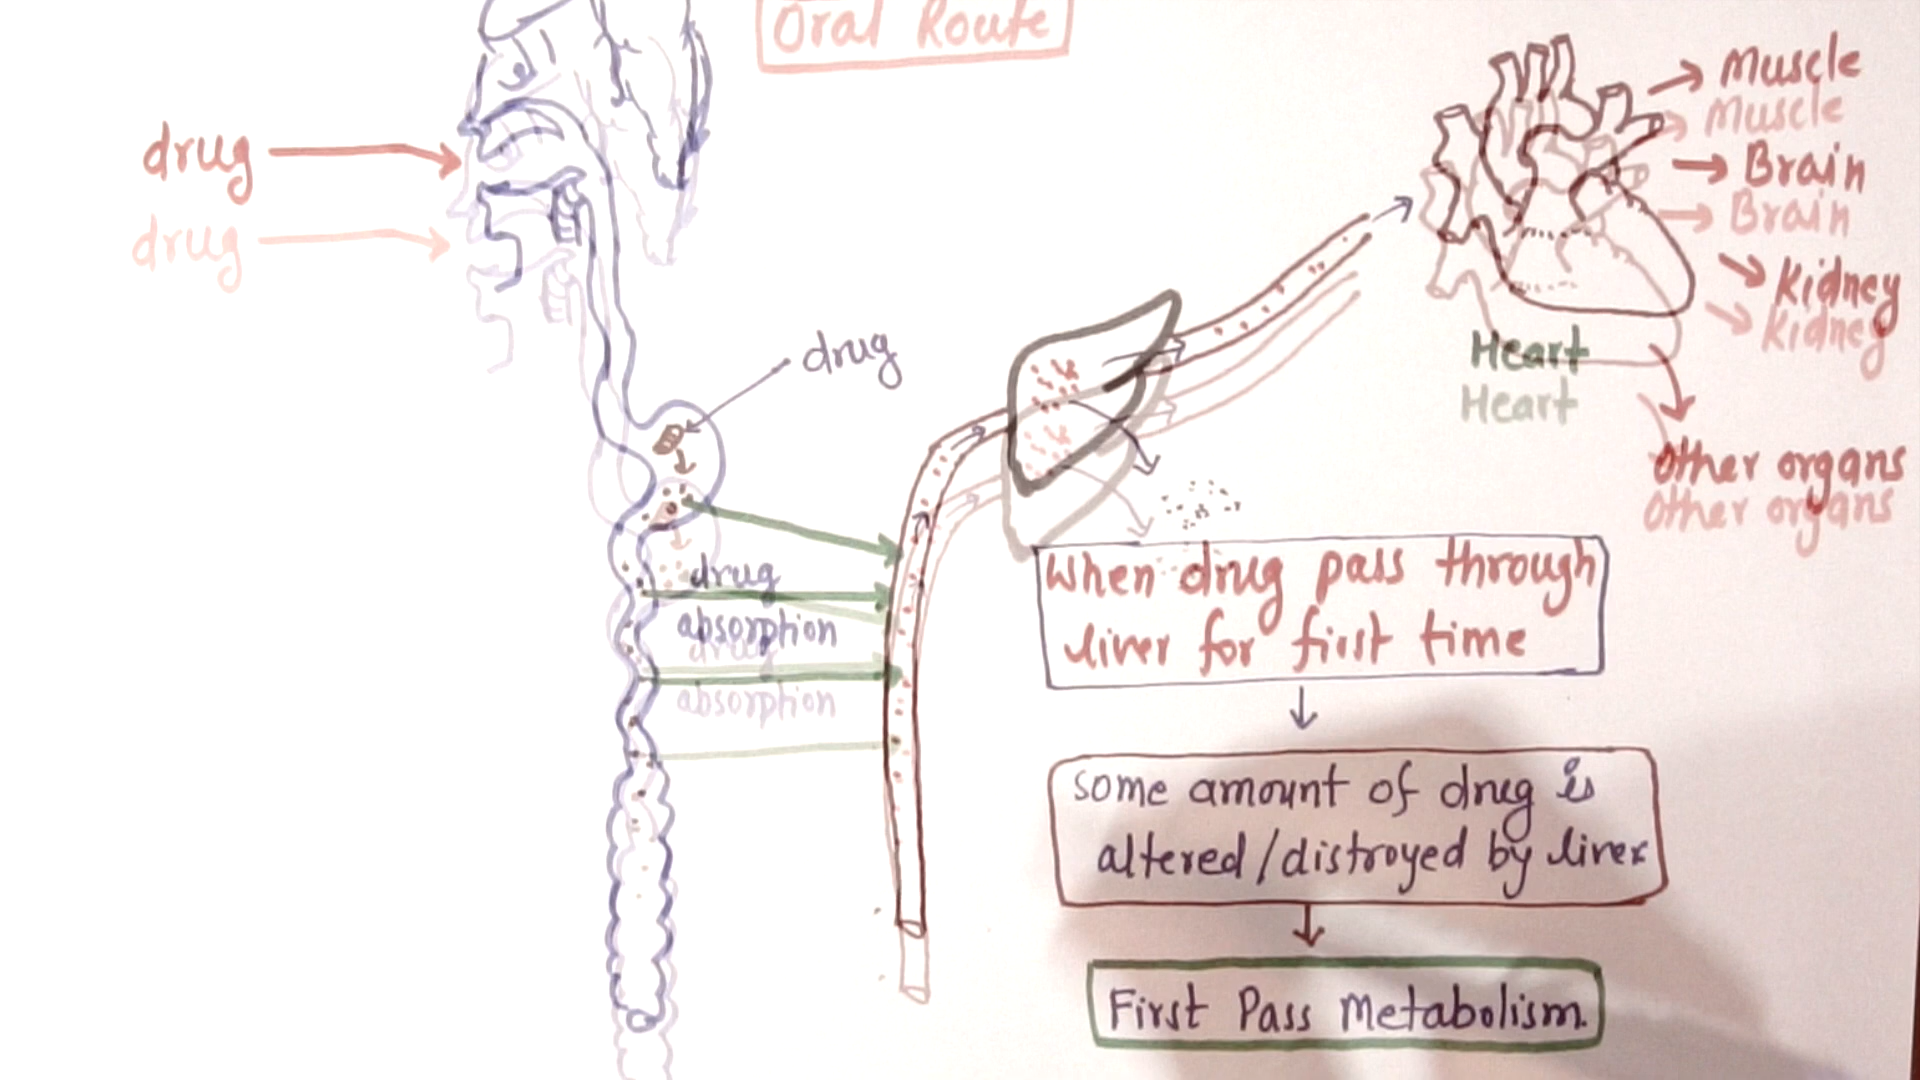 Oral Route
drug
drug
drug
drug
absorption
drug
absorption
Muscle
Muscle
Brain
Brain
Kidney
Kidney
Heart
Heart
Other organs
Other organs
When drug pass through
liver for first time
some amount of drug is
altered/distroyed by liver
First Pass Metabolism.